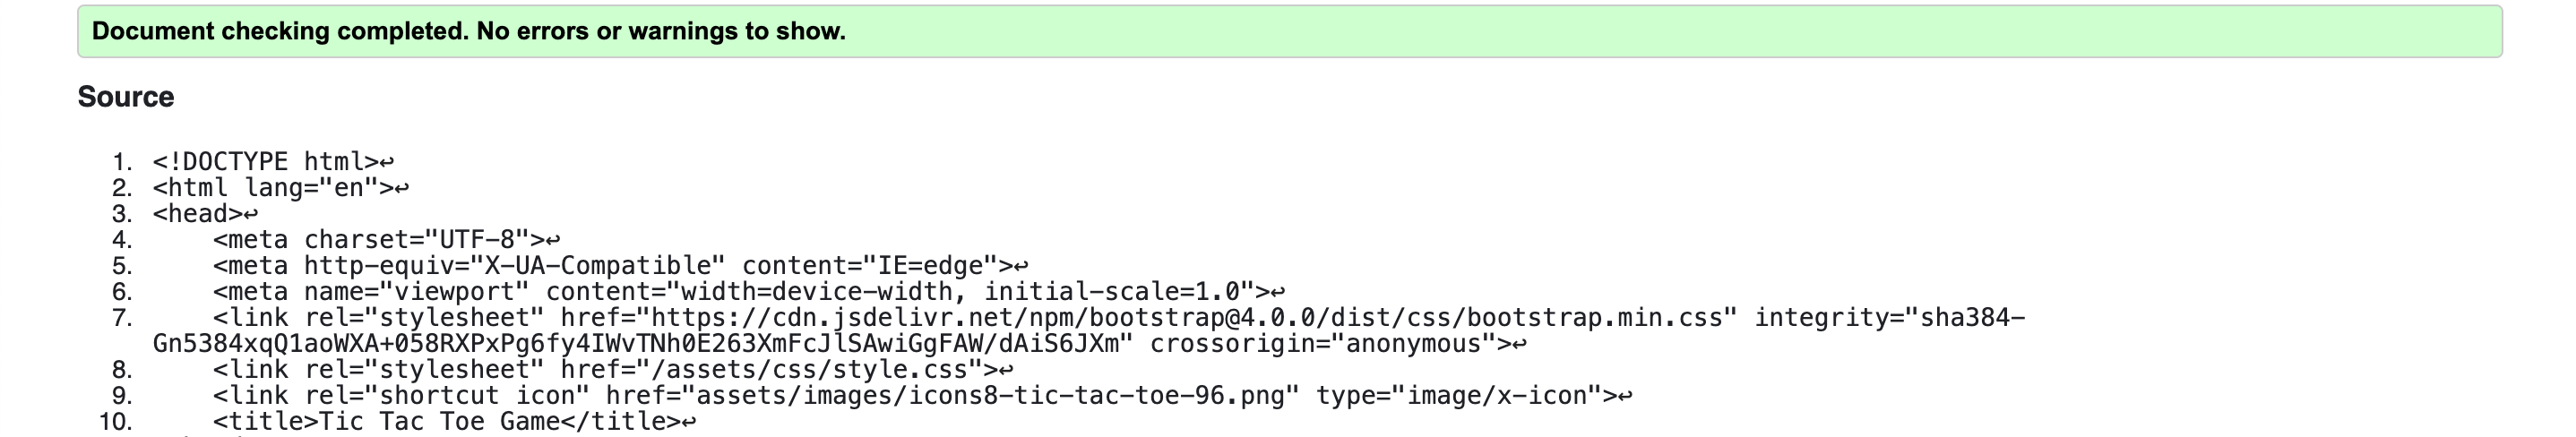 Document checking completed. No errors or warnings to show.
Source
1. <!DOCTYPE html>↩
2. <html lang="en">↩
3. <head>↩
4.     <meta charset="UTF-8">↩
5.     <meta http-equiv="X-UA-Compatible" content="IE=edge">↩
6.     <meta name="viewport" content="width=device-width, initial-scale=1.0">↩
7.     <link rel="stylesheet" href="https://cdn.jsdelivr.net/npm/bootstrap@4.0.0/dist/css/bootstrap.min.css" integrity="sha384-
Gn5384xqQ1aoWXA+058RXPxPg6fy4IWvTNh0E263XmFcJlSAwiGgFAW/dAiS6JXm" crossorigin="anonymous">↩
8.     <link rel="stylesheet" href="/assets/css/style.css">↩
9.     <link rel="shortcut icon" href="assets/images/icons8-tic-tac-toe-96.png" type="image/x-icon">↩
10.     <title>Tic Tac Toe Game</title>↩